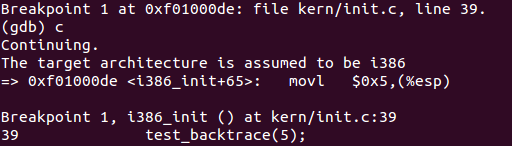 Breakpoint 1 at 0xf01000de: file kern/init.c, line 39.
(gdb) c
Continuing.
The target architecture is assumed to be i386
=> 0xf01000de <i386_init+65>:   movl   $0x5,(%esp)

Breakpoint 1, i386_init () at kern/init.c:39
39              test_backtrace(5);